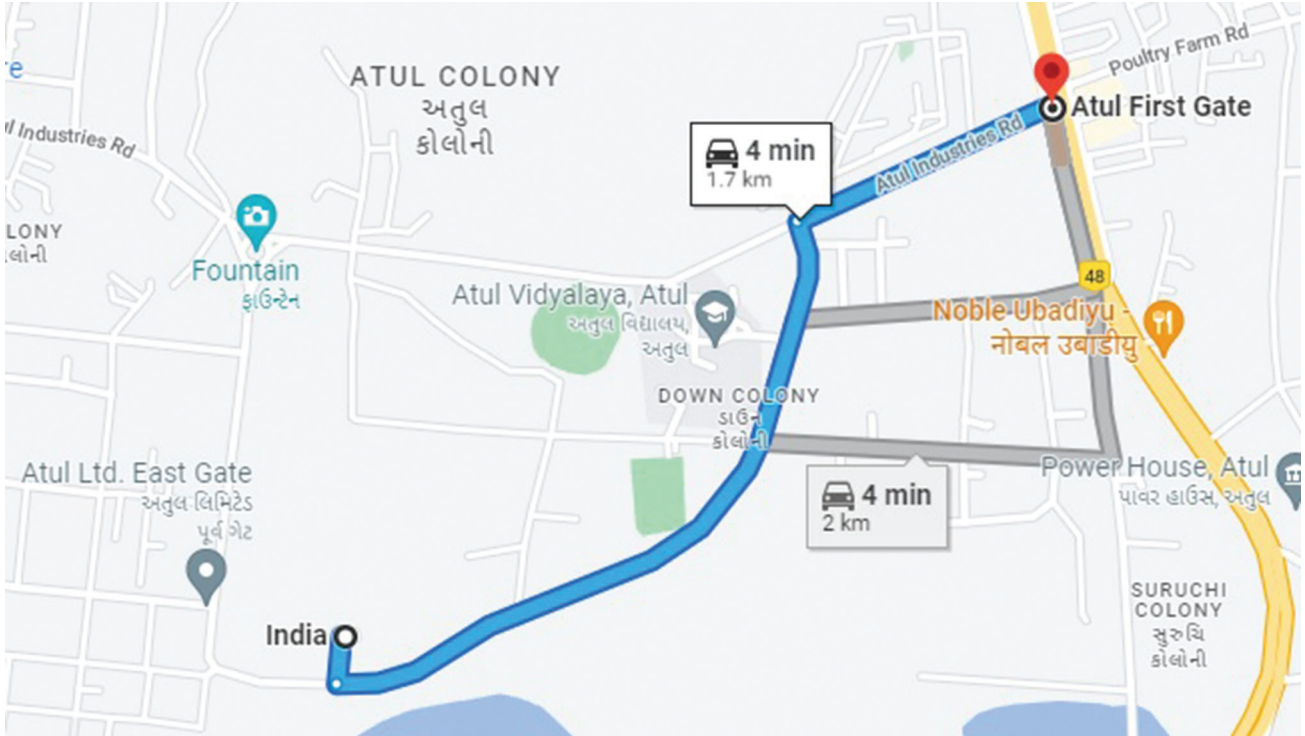 e
ATUL COLONY
અતુલ
કોલોની
Poultry Farm Rd
Atul First Gate
l Industries Rd
4 min
1.7 km
Atul Industries Rd
LONY
લોની
Fountain
ફાઉન્ટેન
48
Atul Vidyalaya, Atul
અતુલ વિદ્યાલય,
અતુલ
Noble Ubadiyu -
नोबल उबाडीयु
DOWN COLONY
ડાઉન
કોલોની
Atul Ltd. East Gate
અતુલ લિમિટેડ
પૂર્વ ગેટ
4 min
2 km
Power House, Atul
પાવર હાઉસ, અતુલ
SURUCHI
COLONY
સુરુચિ
કોલોની
India